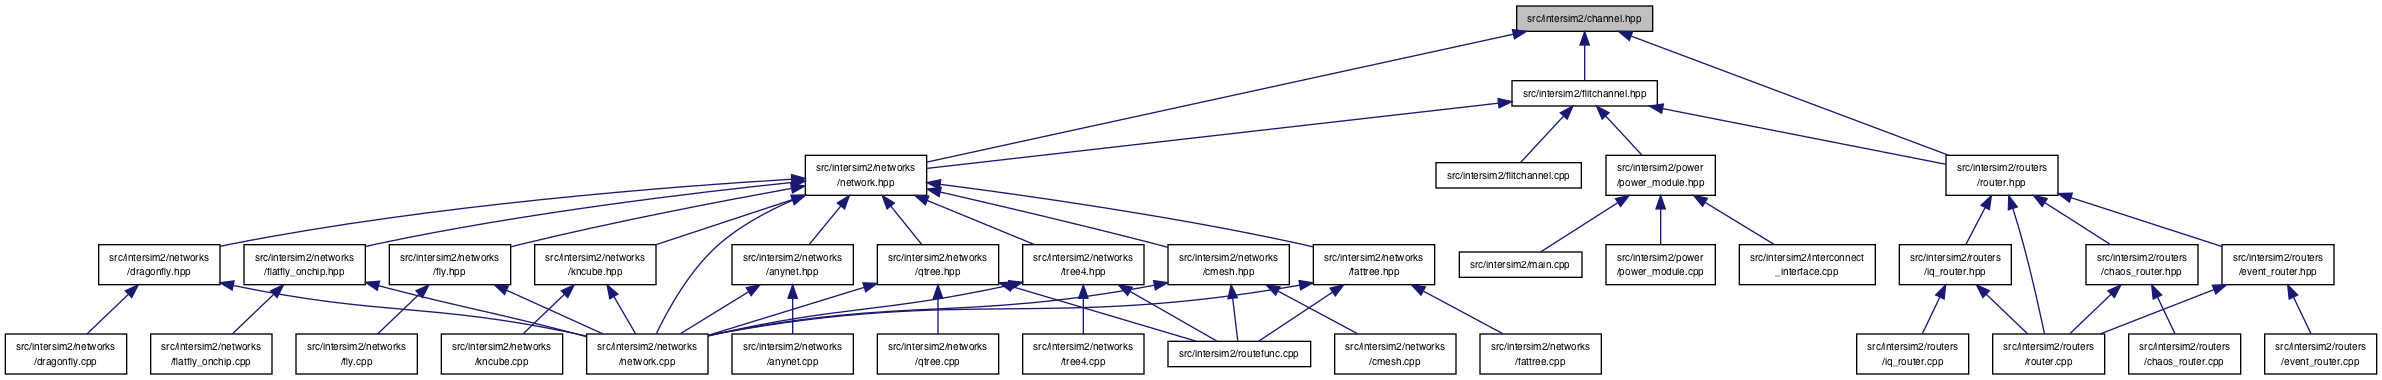 src/intersim2/channel.hpp
src/intersim2/flitchannel.hpp
src/intersim2/networks
/network.hpp
src/intersim2/flitchannel.cpp
src/intersim2/power
/power_module.hpp
src/intersim2/routers
/router.hpp
src/intersim2/networks
/dragonfly.hpp
src/intersim2/networks
/flatfly_onchip.hpp
src/intersim2/networks
/fly.hpp
src/intersim2/networks
/kncube.hpp
src/intersim2/networks
/anynet.hpp
src/intersim2/networks
/qtree.hpp
src/intersim2/networks
/tree4.hpp
src/intersim2/networks
/cmesh.hpp
src/intersim2/networks
/fattree.hpp
src/intersim2/main.cpp
src/intersim2/power
/power_module.cpp
src/intersim2/interconnect
_interface.cpp
src/intersim2/routers
/iq_router.hpp
src/intersim2/routers
/chaos_router.hpp
src/intersim2/routers
/event_router.hpp
src/intersim2/networks
/dragonfly.cpp
src/intersim2/networks
/flatfly_onchip.cpp
src/intersim2/networks
/fly.cpp
src/intersim2/networks
/kncube.cpp
src/intersim2/networks
/network.cpp
src/intersim2/networks
/anynet.cpp
src/intersim2/networks
/qtree.cpp
src/intersim2/networks
/tree4.cpp
src/intersim2/routefunc.cpp
src/intersim2/networks
/cmesh.cpp
src/intersim2/networks
/fattree.cpp
src/intersim2/routers
/iq_router.cpp
src/intersim2/routers
/router.cpp
src/intersim2/routers
/chaos_router.cpp
src/intersim2/routers
/event_router.cpp